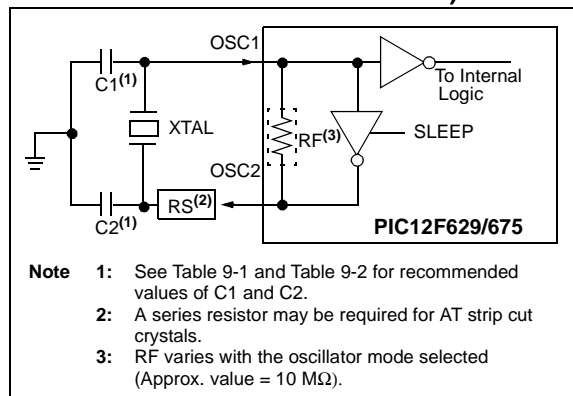 OSC1
C1(1)
To Internal
Logic
XTAL
RF(3)
SLEEP
OSC2
RS(2)
C2(1)
PIC12F629/675
Note 1: See Table 9-1 and Table 9-2 for recommended
values of C1 and C2.
2: A series resistor may be required for AT strip cut
crystals.
3: RF varies with the oscillator mode selected
(Approx. value = 10 MΩ).